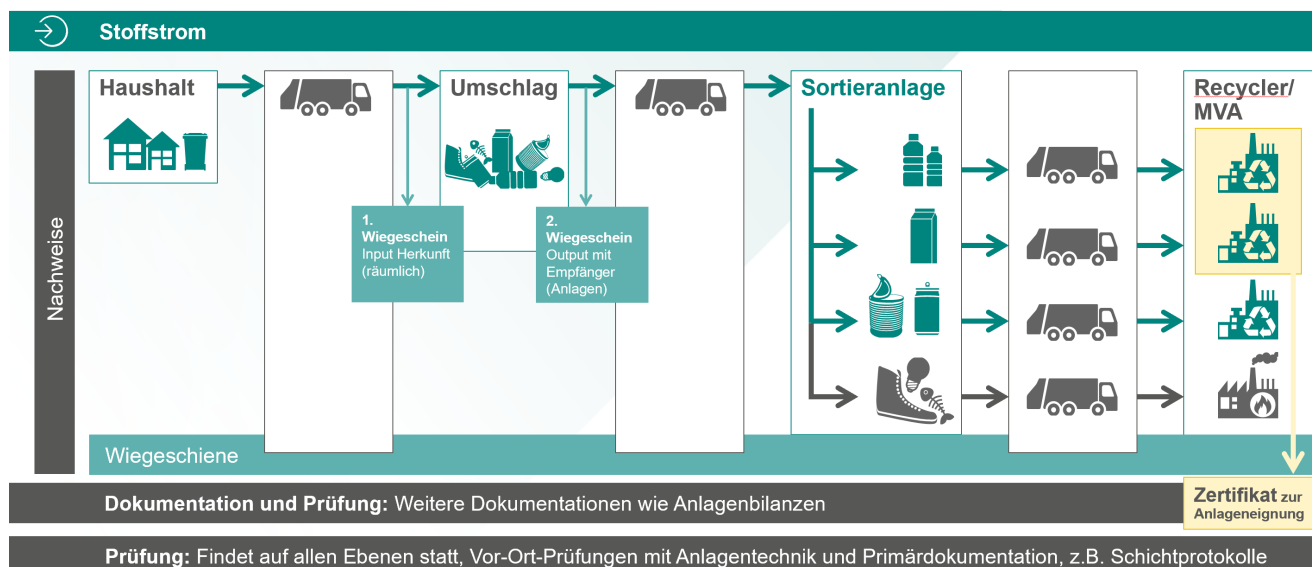 Stoffstrom
Nachweise
Haushalt
Umschlag
Sortieranlage
Recycler/
MVA
1.
Wiegeschein
Input Herkunft
(räumlich)
2.
Wiegeschein
Output mit
Empfänger
(Anlagen)
Wiegeschiene
Dokumentation und Prüfung: Weitere Dokumentationen wie Anlagenbilanzen
Zertifikat zur
Anlageneignung
Prüfung: Findet auf allen Ebenen statt, Vor-Ort-Prüfungen mit Anlagentechnik und Primärdokumentation, z.B. Schichtprotokolle